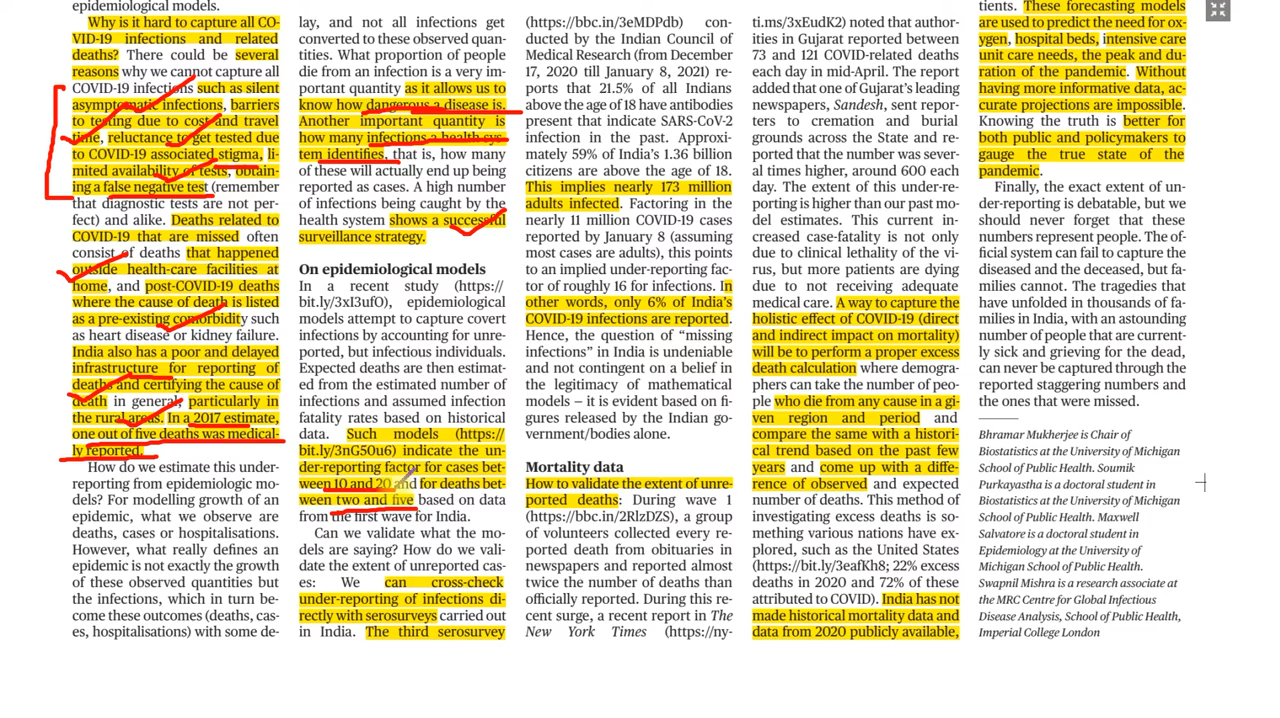 epidemiological models.
Why is it hard to capture all CO-
VID-19 infections and related
deaths? There could be several
reasons why we cannot capture all
COVID-19 infections such as silent
asymptomatic infections, barriers
to testing due to cost and travel
time, reluctance to get tested due
to COVID-19 associated stigma, li-
mited availability of tests, obtain-
ing a false negative test (remember
that diagnostic tests are not per-
fect) and alike. Deaths related to
COVID-19 that are missed often
consist of deaths that happened
outside health-care facilities at
home, and post-COVID-19 deaths
where the cause of death is listed
as a pre-existing comorbidity such
as heart disease or kidney failure.
India also has a poor and delayed
infrastructure for reporting of
deaths and certifying the cause of
death in general, particularly in
the rural areas. In a 2017 estimate,
one out of five deaths was medical-
ly reported.
How do we estimate this under-
reporting from epidemiologic mo-
dels? For modelling growth of an
epidemic, what we observe are
deaths, cases or hospitalisations.
However, what really defines an
epidemic is not exactly the growth
of these observed quantities but
the infections, which in turn be-
come these outcomes (deaths, cas-
es, hospitalisations) with some de-
lay, and not all infections get
converted to these observed quan-
tities. What proportion of people
die from an infection is a very im-
portant quantity as it allows us to
know how dangerous a disease is.
Another important quantity is
how many infections a health sys-
tem identifies, that is, how many
of these will actually end up being
reported as cases. A high number
of infections being caught by the
health system shows a successful
surveillance strategy.
On epidemiological models
In a recent study (https://
bit.ly/3xI3ufO), epidemiological
models attempt to capture covert
infections by accounting for unre-
ported, but infectious individuals.
Expected deaths are then estimat-
ed from the estimated number of
infections and assumed infection
fatality rates based on historical
data. Such models (https://
bit.ly/3nG50u6) indicate the un-
der-reporting factor for cases bet-
ween 10 and 20 and for deaths bet-
ween two and five based on data
from the first wave for India.
Can we validate what the mo-
dels are saying? How do we vali-
date the extent of unreported cas-
es: We can cross-check
under-reporting of infections di-
rectly with serosurveys carried out
in India. The third serosurvey
(https://bbc.in/3eMDPdb) con-
ducted by the Indian Council of
Medical Research (from December
17, 2020 till January 8, 2021) re-
ports that 21.5% of all Indians
above the age of 18 have antibodies
present that indicate SARS-CoV-2
infection in the past. Approxi-
mately 59% of India's 1.36 billion
citizens are above the age of 18.
This implies nearly 173 million
adults infected. Factoring in the
nearly 11 million COVID-19 cases
reported by January 8 (assuming
most cases are adults), this points
to an implied under-reporting fac-
tor of roughly 16 for infections. In
other words, only 6% of India's
COVID-19 infections are reported.
Hence, the question of "missing
infections" in India is undeniable
and not contingent on a belief in
the legitimacy of mathematical
models – it is evident based on fi-
gures released by the Indian gov-
ernment/bodies alone.
Mortality data
How to validate the extent of unre-
ported deaths: During wave 1
(https://bbc.in/2RlzDZS), a group
of volunteers collected every re-
ported death from obituaries in
newspapers and reported almost
twice the number of deaths than
officially reported. During this re-
cent surge, a recent report in The
New York Times (https://ny-
ti.ms/3xEudK2) noted that author-
ities in Gujarat reported between
73 and 121 COVID-related deaths
each day in mid-April. The report
added that one of Gujarat's leading
newspapers, Sandesh, sent repor-
ters to crematory and burial
grounds across the State and re-
ported that the number was sever-
al times higher, around 600 each
day. The extent of this under-re-
porting is higher than our past mo-
del estimates. This current in-
creased case-fatality is not only
due to clinical lethality of the vi-
rus, but more patients are dying
due to not receiving adequate
medical care. A way to capture the
holistic effect of COVID-19 (direct
and indirect impact on mortality)
will be to perform a proper excess
death calculation where demogra-
phers can take the number of peo-
ple who die from any cause in a gi-
ven region and period and
compare the same with a histori-
cal trend based on the past few
years and come up with a diffe-
rence of observed and expected
number of deaths. This method of
investigating excess deaths is so-
mething various nations have ex-
plored, such as the United States
(https://bit.ly/3eafKh8; 22% excess
deaths in 2020 and 72% of these
attributed to COVID). India has not
made historical mortality data and
data from 2020 publicly available,
tients. These forecasting models
are used to predict the need for ox-
ygen, hospital beds, intensive care
unit care needs, the peak and du-
ration of the pandemic. Without
having more informative data, ac-
curate projections are impossible.
Knowing the truth is better for
both public and policymakers to
gauge the true state of the
pandemic.
Finally, the exact extent of un-
der-reporting is debatable, but we
should never forget that these
numbers represent people. The of-
ficial system can fail to capture the
diseased and the deceased, but fa-
milies cannot. The tragedies that
have unfolded in thousands of fa-
milies in India, with an astounding
number of people that are current-
ly sick and grieving for the dead,
can never be captured through the
reported staggering numbers and
the ones that were missed.
Bhramar Mukherjee is Chair of
Biostatistics at the University of Michigan
School of Public Health. Soumik
Purkayastha is a doctoral student in
Biostatistics at the University of Michigan
School of Public Health. Maxwell
Salvatore is a doctoral student in
Epidemiology at the University of
Michigan School of Public Health.
Swapnil Mishra is a research associate at
the MRC Centre for Global Infectious
Disease Analysis, School of Public Health,
Imperial College London